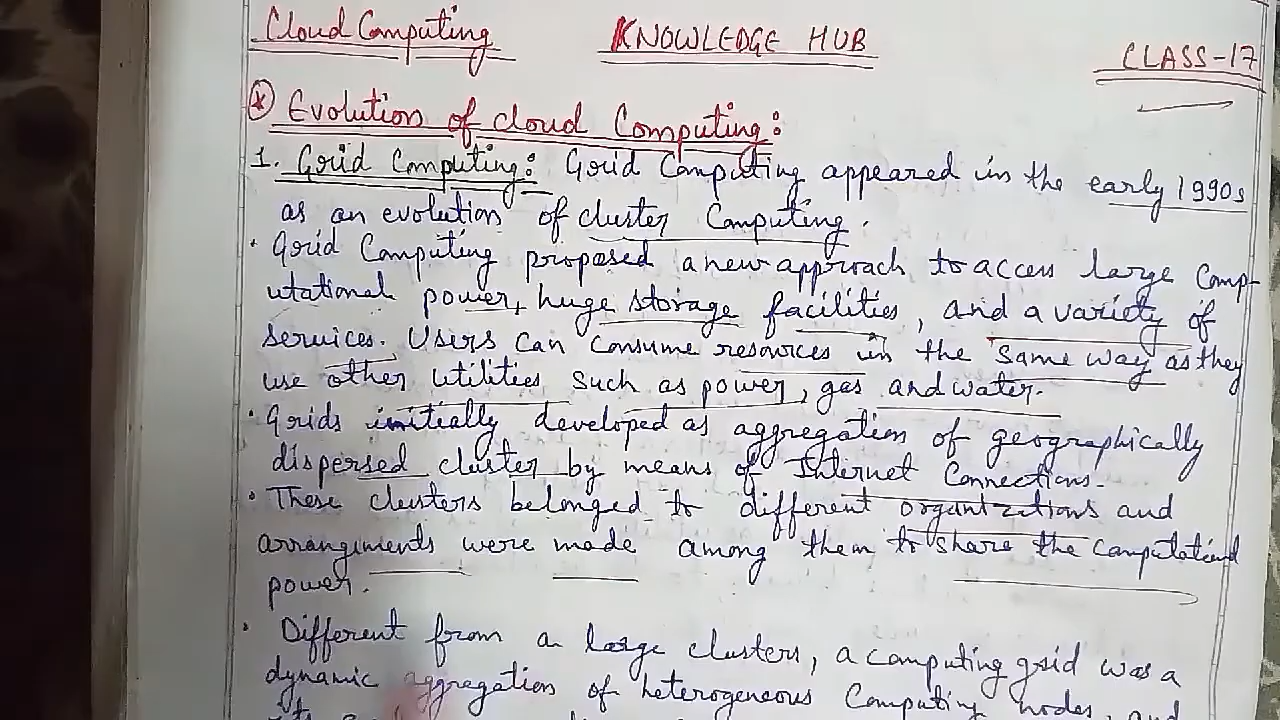 Cloud Computing KNOWLEDGE HUB CLASS-17
Evolution of cloud Computing:
1. Grid Computing: Grid Computing appeared in the early 1990s
as an evolution of cluster Computing.
• Grid Computing proposed a new approach to access large Comp-
utational power, huge storage facilities, and a variety of
services. Users can consume resources in the same way as they
use other utilities such as power, gas and water.
• Grids initially developed as aggregation of geographically
dispersed cluster by means of Internet Connections.
• These clusters belonged to different organizations and
arrangements were made among them to share the computational
power.
• Different from a large clusters, a computing grid was a
dynamic aggregation of heterogeneous Computing nodes, and